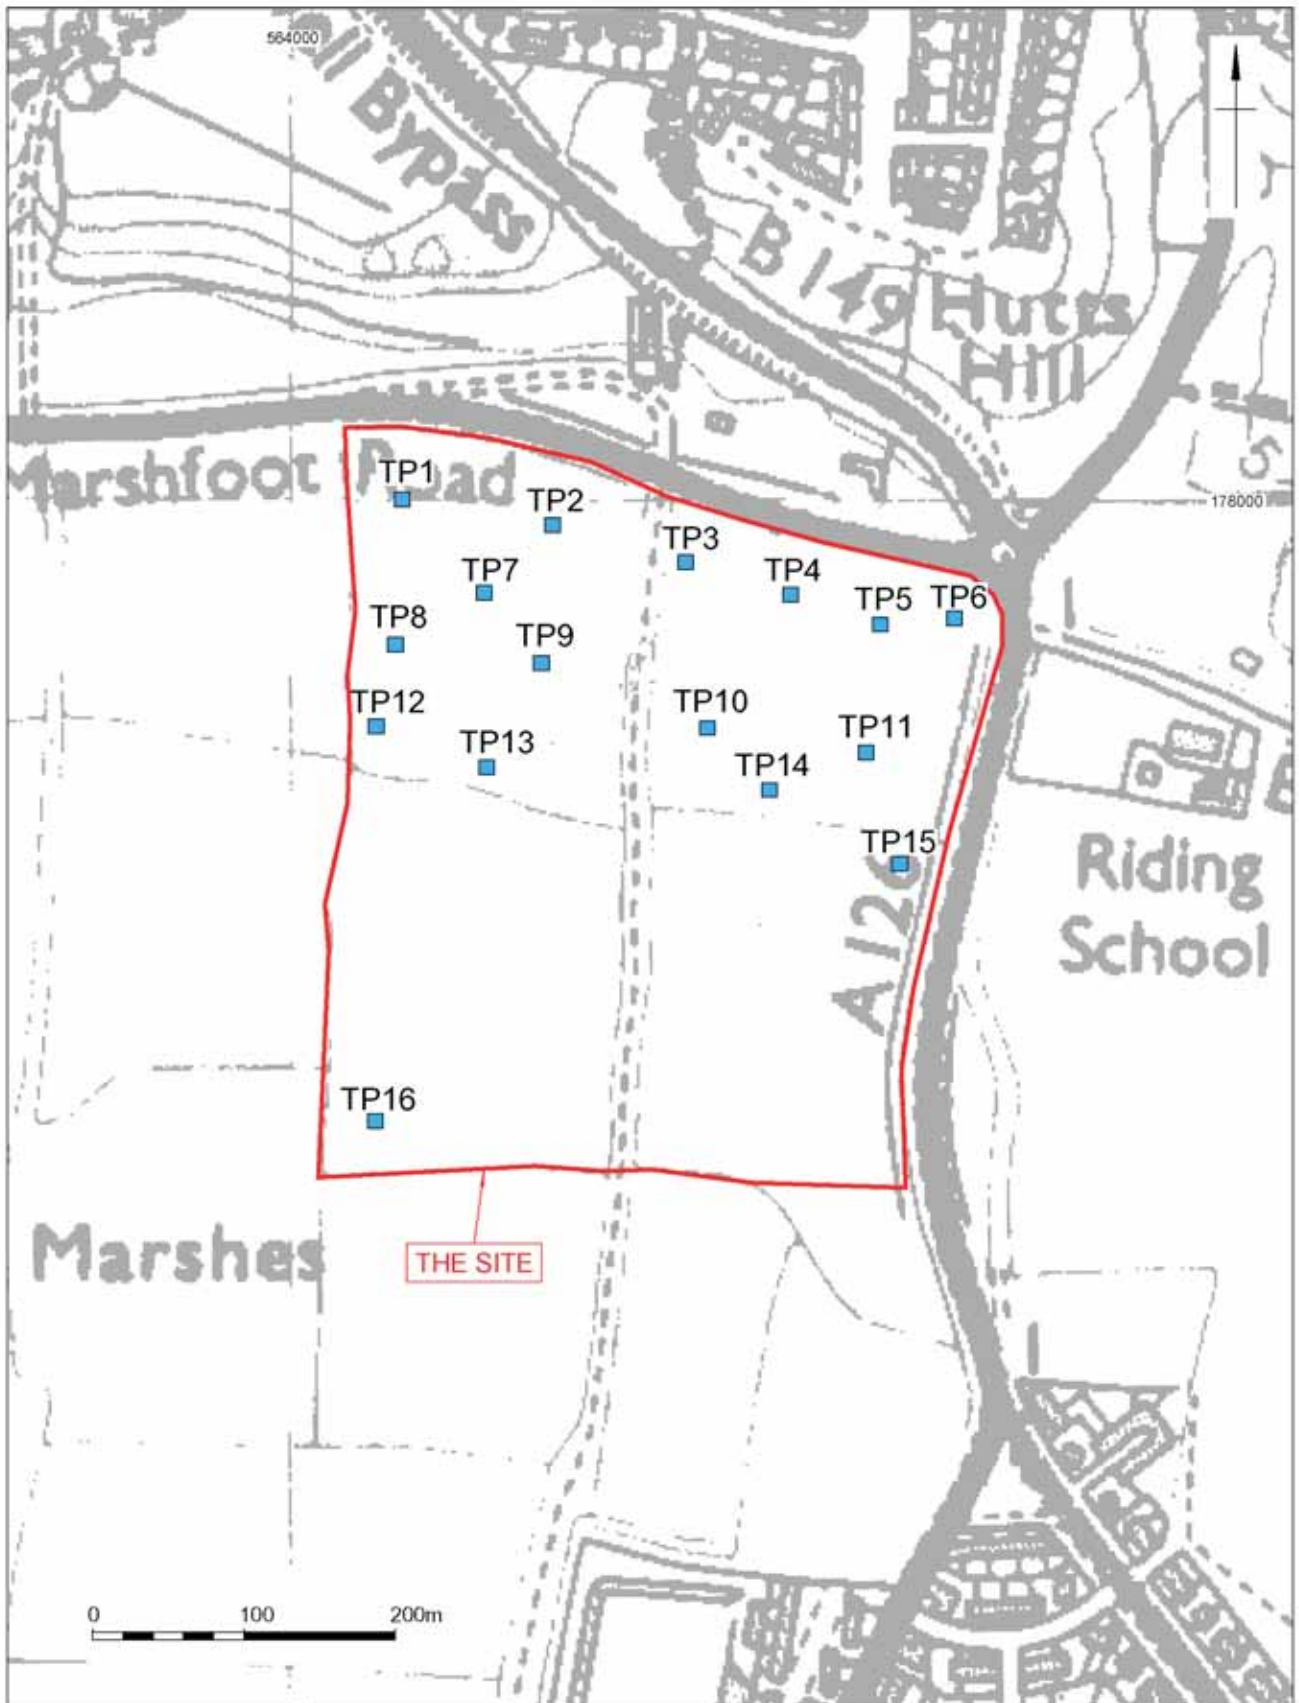 564000
Bypass
B 149
Hutts
Hill
Marshfoot Road
178000
TP1
TP2
TP3
TP4
TP5
TP6
TP7
TP8
TP9
TP10
TP11
TP12
TP13
TP14
TP15
A126
Riding
School
TP16
THE SITE
Marshes
0 100 200m